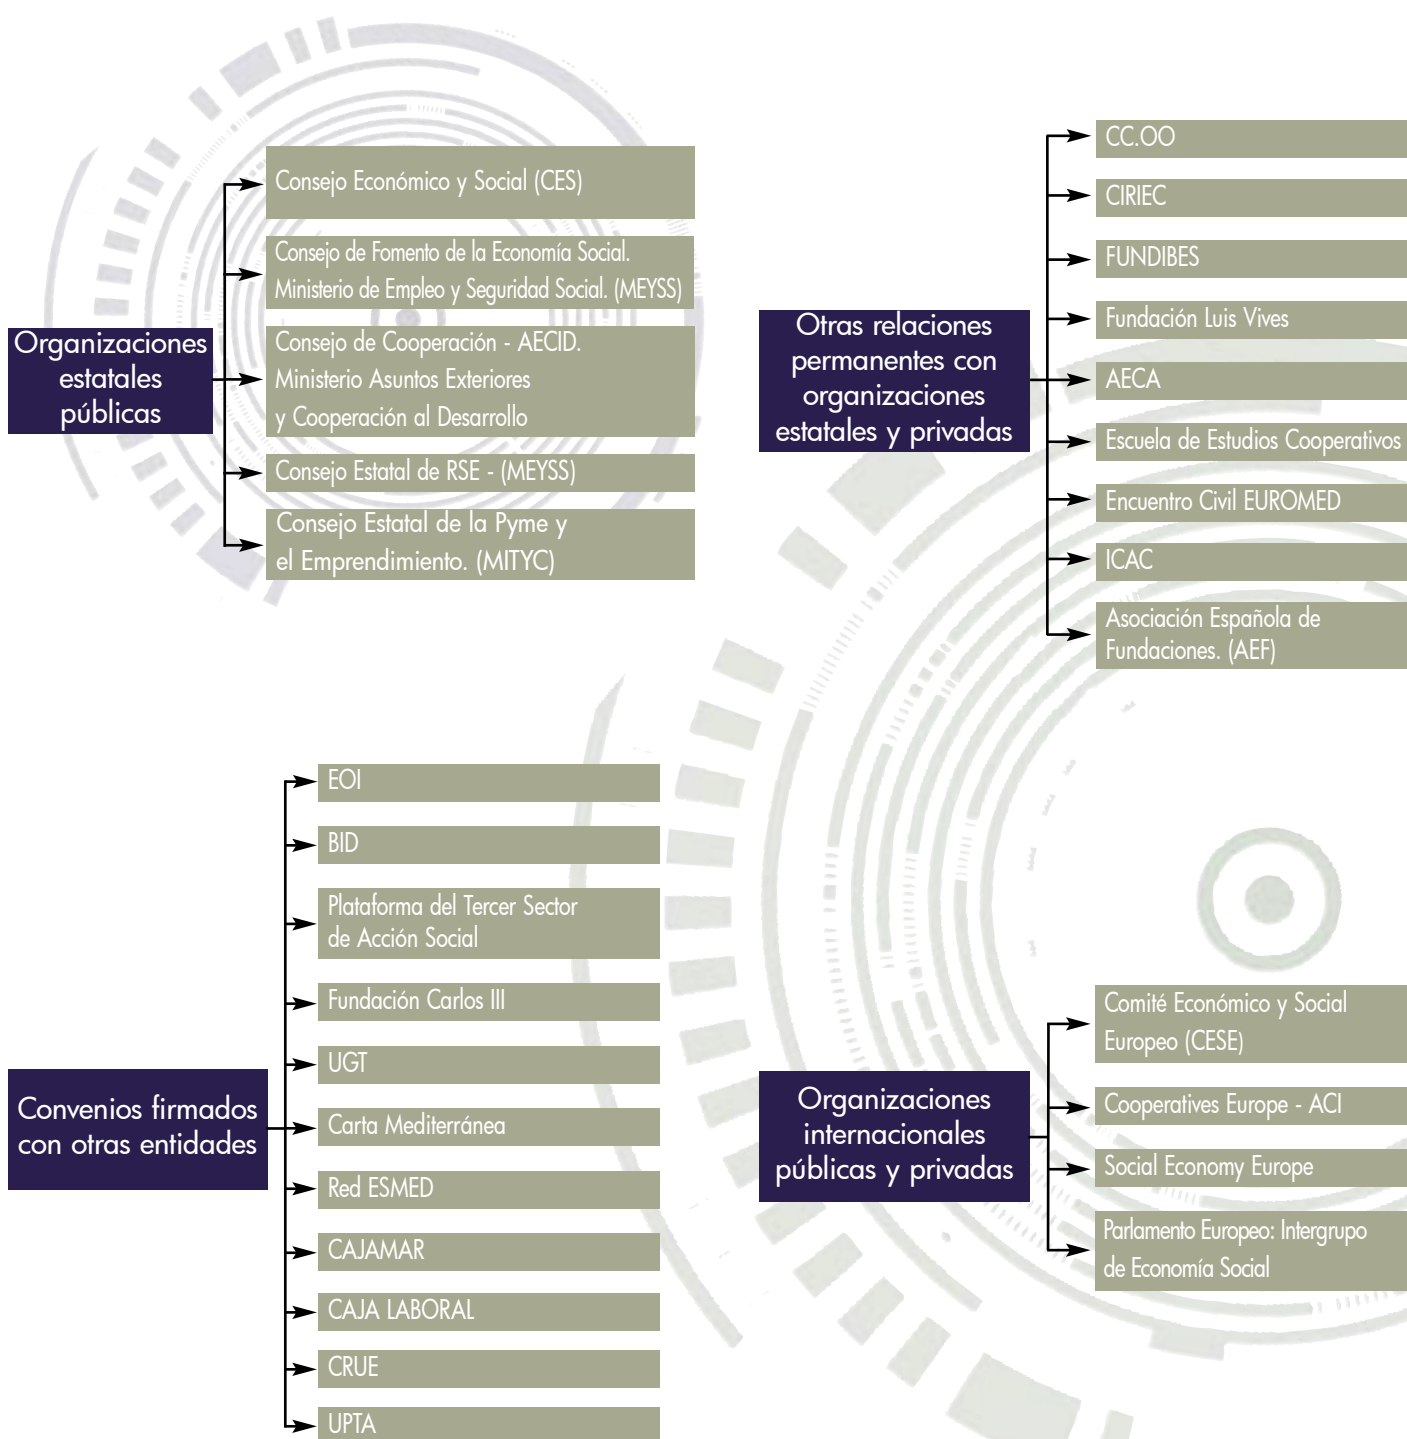 Organizaciones
estatales
públicas
Consejo Económico y Social (CES)
Consejo de Fomento de la Economía Social.
Ministerio de Empleo y Seguridad Social. (MEYSS)
Consejo de Cooperación - AECID.
Ministerio Asuntos Exteriores
y Cooperación al Desarrollo
Consejo Estatal de RSE - (MEYSS)
Consejo Estatal de la Pyme y
el Emprendimiento. (MITYC)
Otras relaciones
permanentes con
organizaciones
estatales y privadas
CC.OO
CIRIEC
FUNDIBES
Fundación Luis Vives
AECA
Escuela de Estudios Cooperativos
Encuentro Civil EUROMED
ICAC
Asociación Española de
Fundaciones. (AEF)
Convenios firmados
con otras entidades
EOI
BID
Plataforma del Tercer Sector
de Acción Social
Fundación Carlos III
UGT
Carta Mediterránea
Red ESMED
CAJAMAR
CAJA LABORAL
CRUE
UPTA
Organizaciones
internacionales
públicas y privadas
Comité Económico y Social
Europeo (CESE)
Cooperatives Europe - ACI
Social Economy Europe
Parlamento Europeo: Intergrupo
de Economía Social